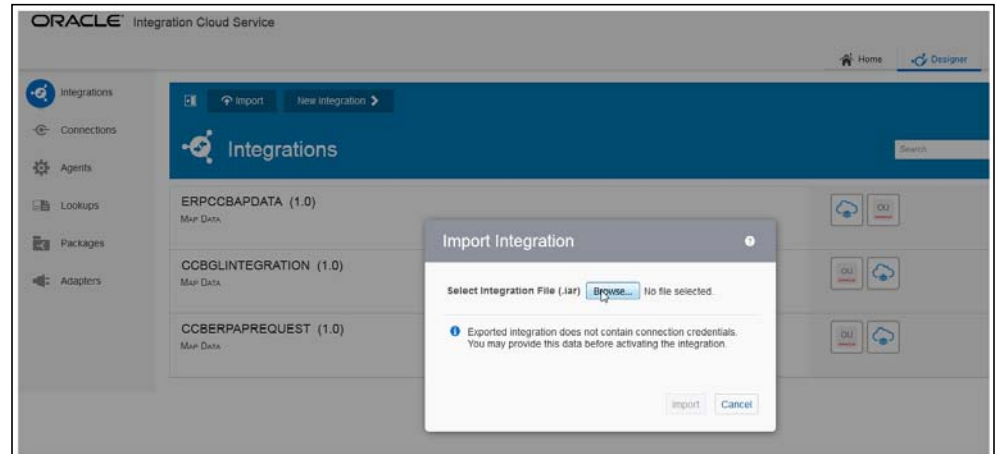 ORACLE Integration Cloud Service
Home Designer
Integrations
Connections
Agents
Lookups
Packages
Adapters
Import New Integration
Integrations
Search
ERPCCBAPDATA (1.0)
MAP DATA
OU
CCBGLINTEGRATION (1.0)
MAP DATA
OU
CCBERPAPREQUEST (1.0)
MAP DATA
OU
Import Integration
Select Integration File (.iar) Browse... No file selected.
Exported integration does not contain connection credentials.
You may provide this data before activating the integration.
Import Cancel